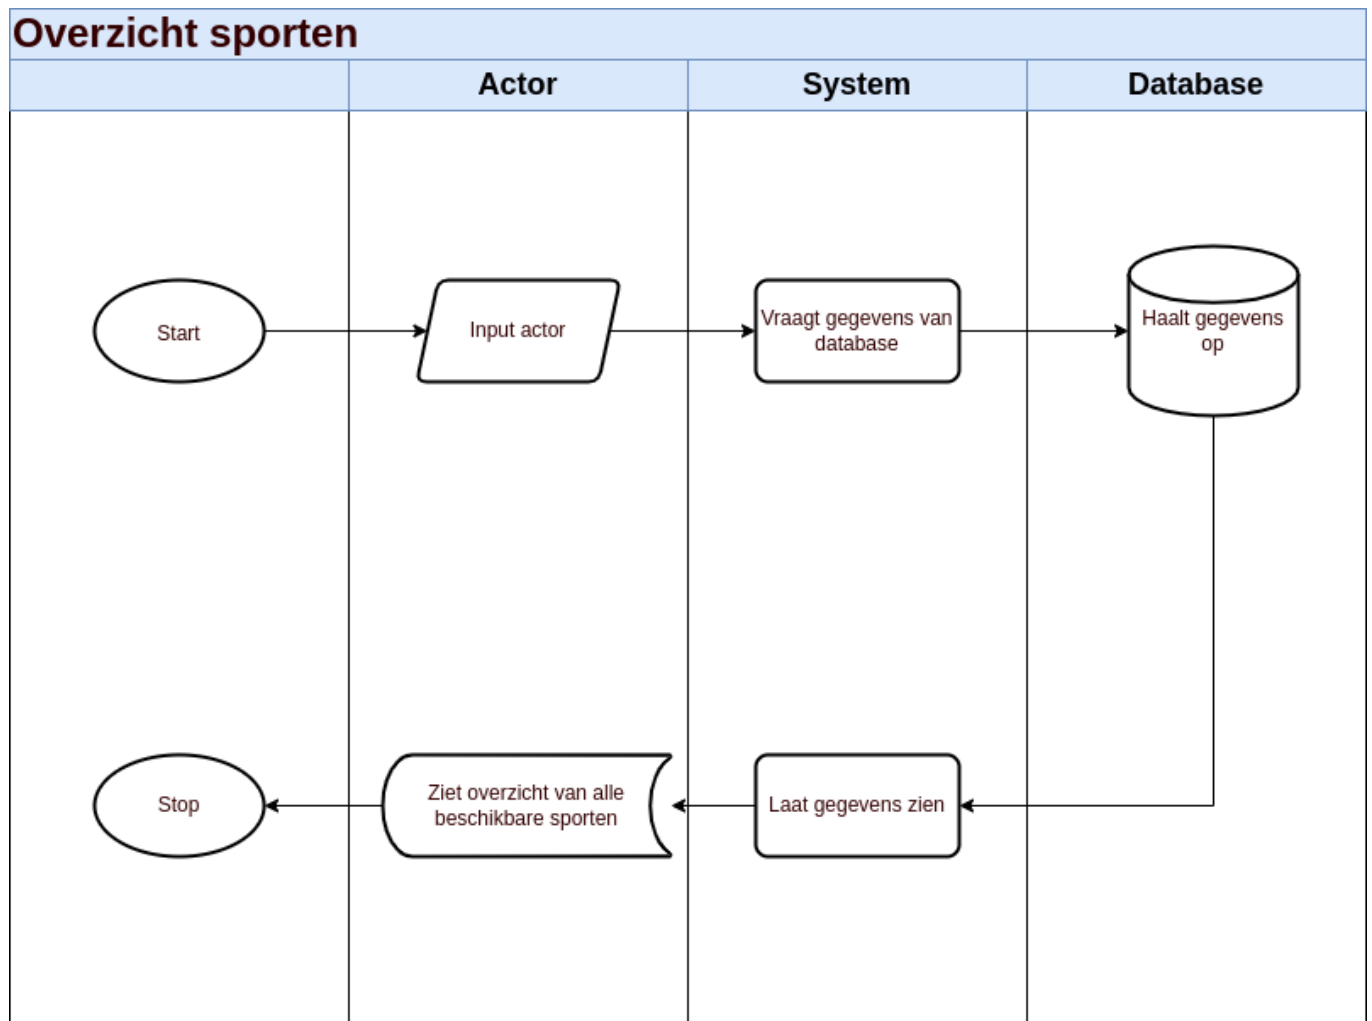 Overzicht sporten
Actor
System
Database
Start
Input actor
Vraagt gegevens van
database
Haalt gegevens
op
Stop
Ziet overzicht van alle
beschikbare sporten
Laat gegevens zien